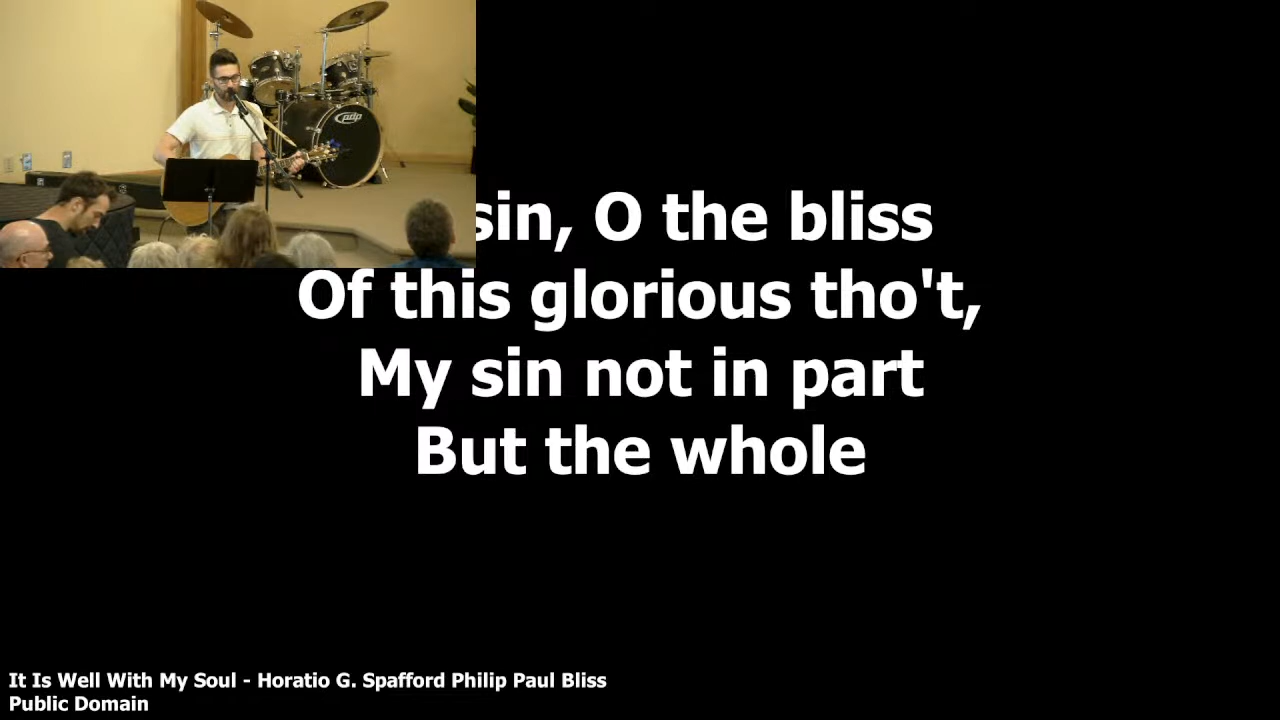 pdp
sin, O the bliss
Of this glorious tho't,
My sin not in part
But the whole
It Is Well With My Soul - Horatio G. Spafford Philip Paul Bliss
Public Domain